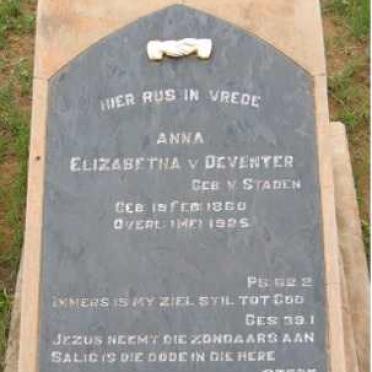 HIER RUS IN VREDE
ANNA
ELIZABETHA V DEVENTER
GEB. V. STADEN
GEB. 19 FEB. 1860
OVERL. 1 MEI 1925
PS. 62.2
IMMERS IS MY ZIEL STIL TOT GOD
GES. 39.1
JEZUS NEEMT DIE ZONDAARS AAN
SALIG IS DIE DODE IN DIE HERE